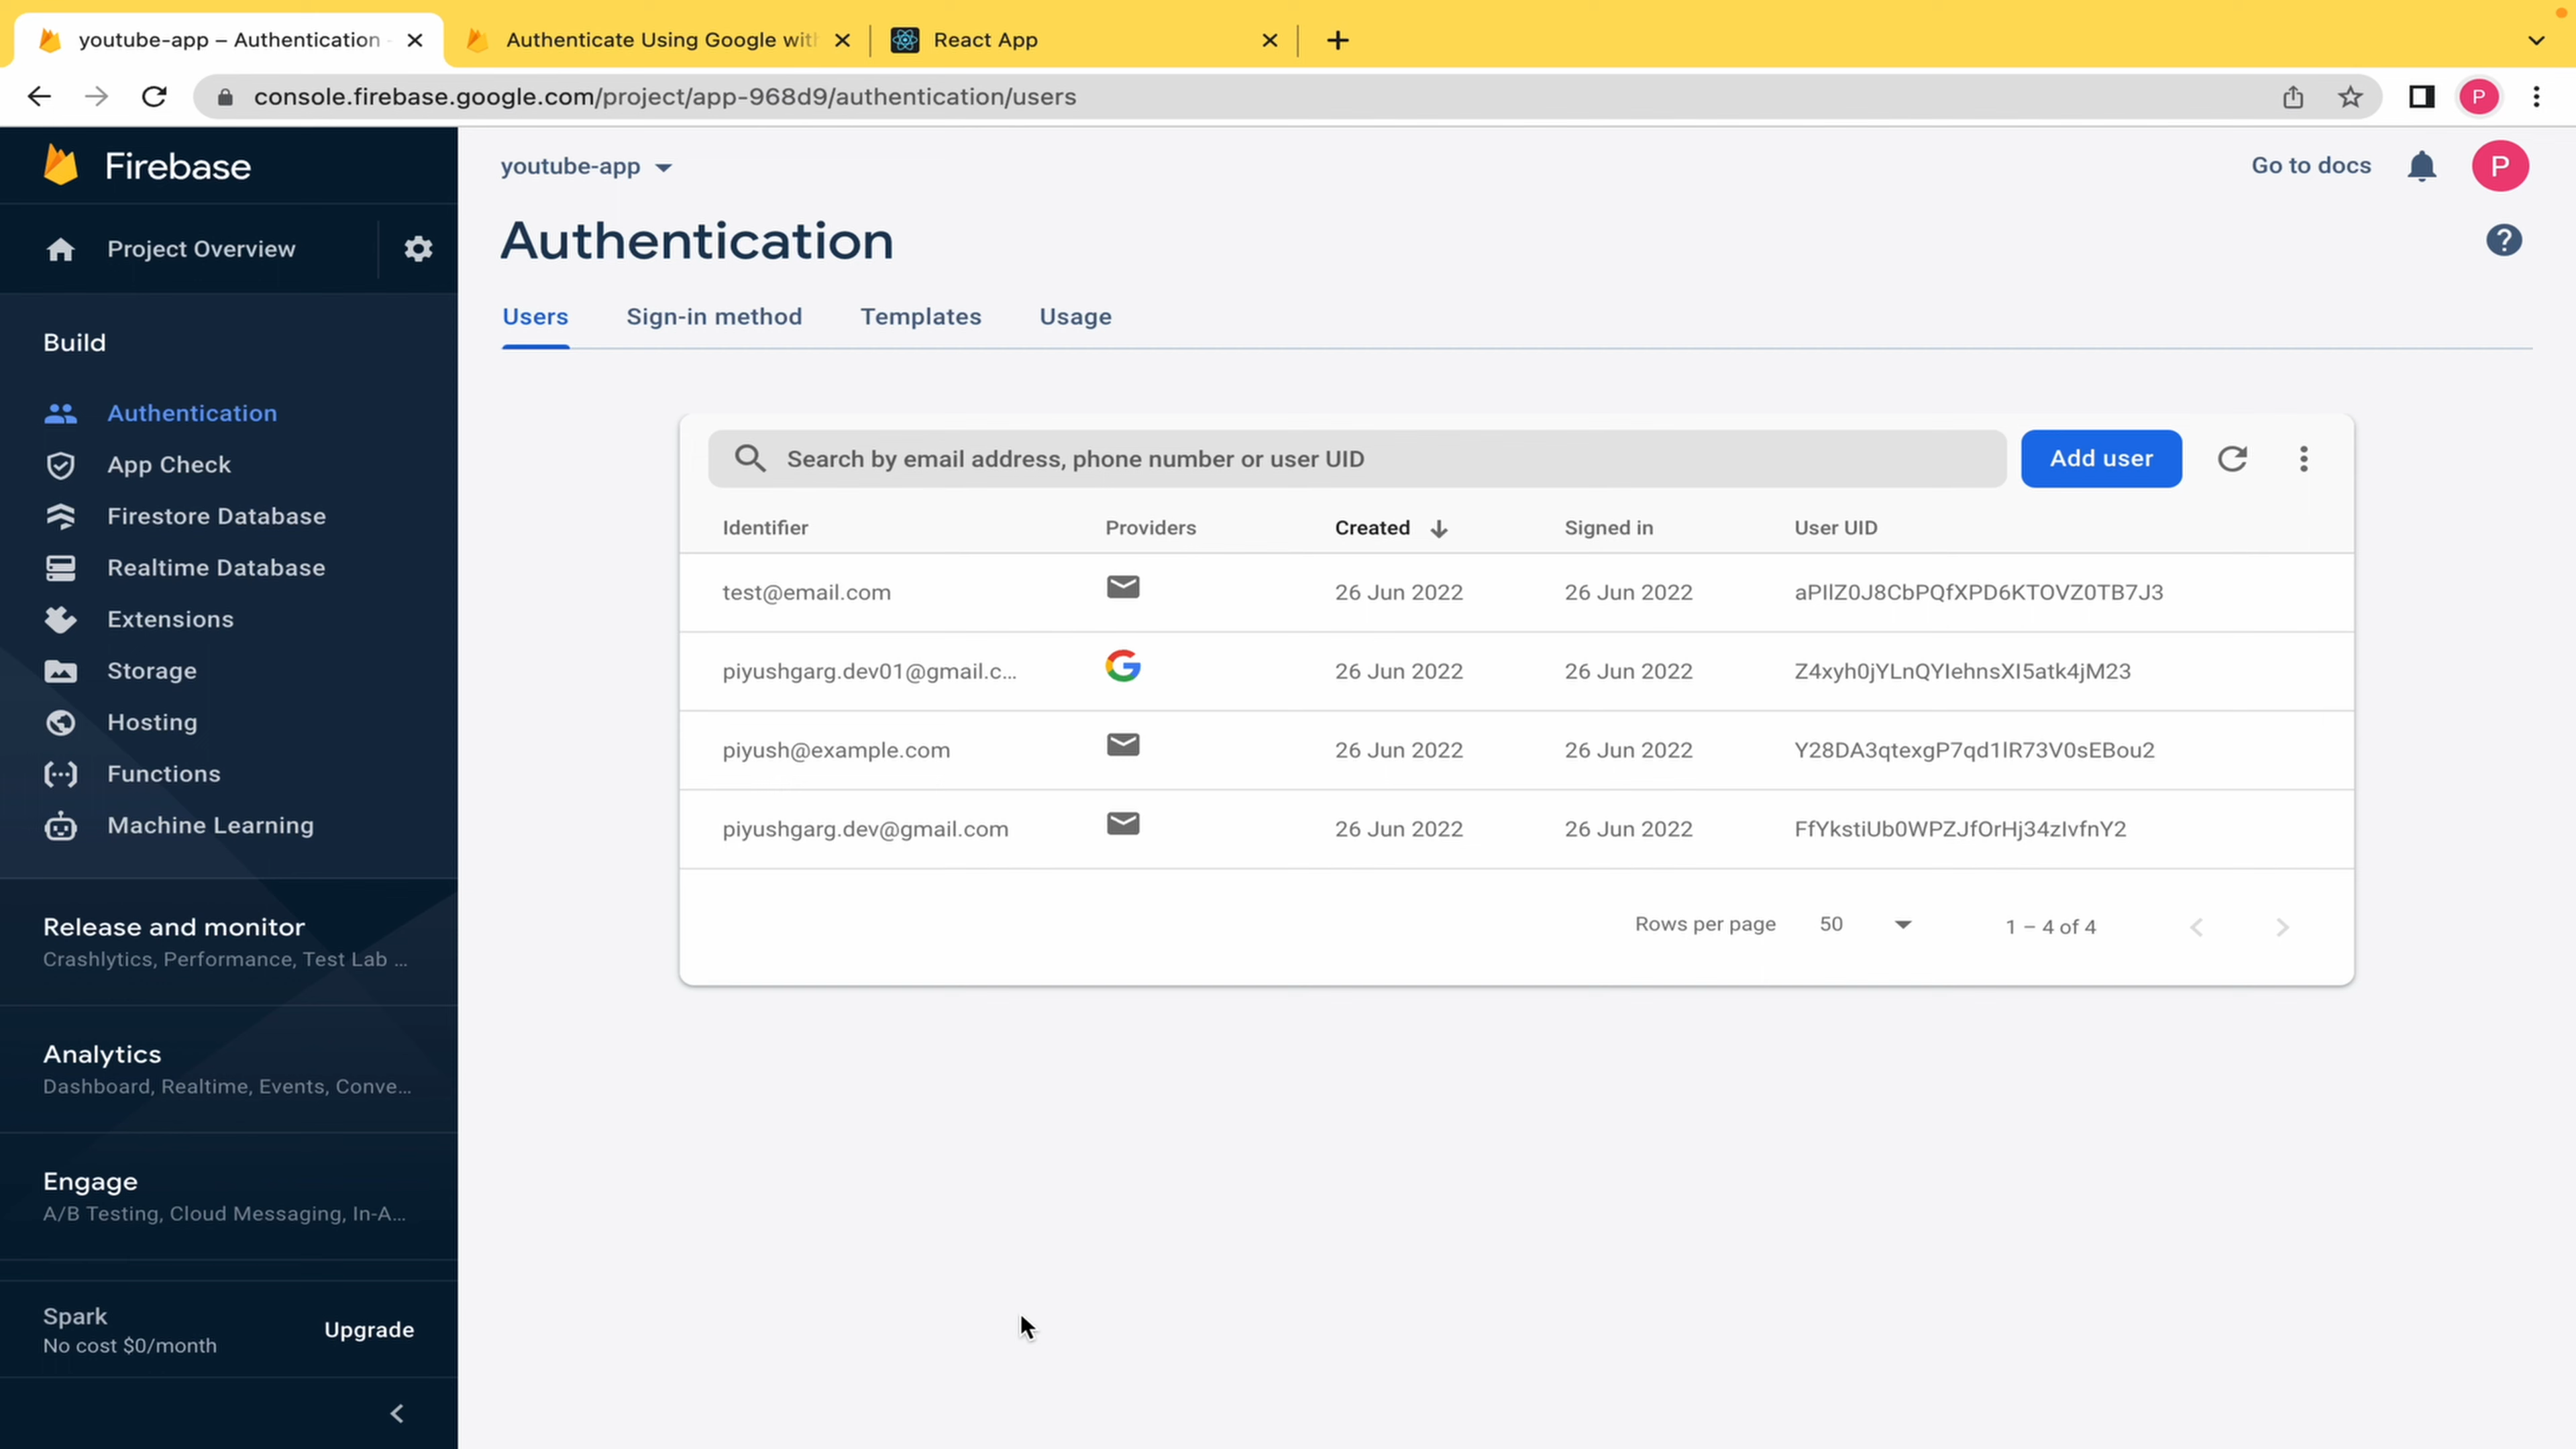 youtube-app – Authentication
Authenticate Using Google with
React App
console.firebase.google.com/project/app-968d9/authentication/users
P
Firebase
youtube-app
Go to docs
P
Project Overview
Authentication
Users
Sign-in method
Templates
Usage
Build
Authentication
App Check
Firestore Database
Realtime Database
Extensions
Storage
Hosting
Functions
Machine Learning
Search by email address, phone number or user UID
Add user
Identifier
Providers
Created
Signed in
User UID
test@email.com
26 Jun 2022
26 Jun 2022
aPIlZ0J8CbPQfXPD6KTOVZ0TB7J3
piyushgarg.dev01@gmail.c...
26 Jun 2022
26 Jun 2022
Z4xyh0jYLnQYIehnsXI5atk4jM23
piyush@example.com
26 Jun 2022
26 Jun 2022
Y28DA3qtexgP7qd1lR73V0sEBou2
piyushgarg.dev@gmail.com
26 Jun 2022
26 Jun 2022
FfYkstiUb0WPZJfOrHj34zIvfnY2
Rows per page
50
1 – 4 of 4
Release and monitor
Crashlytics, Performance, Test Lab ...
Analytics
Dashboard, Realtime, Events, Conve...
Engage
A/B Testing, Cloud Messaging, In-A...
Spark
No cost $0/month
Upgrade